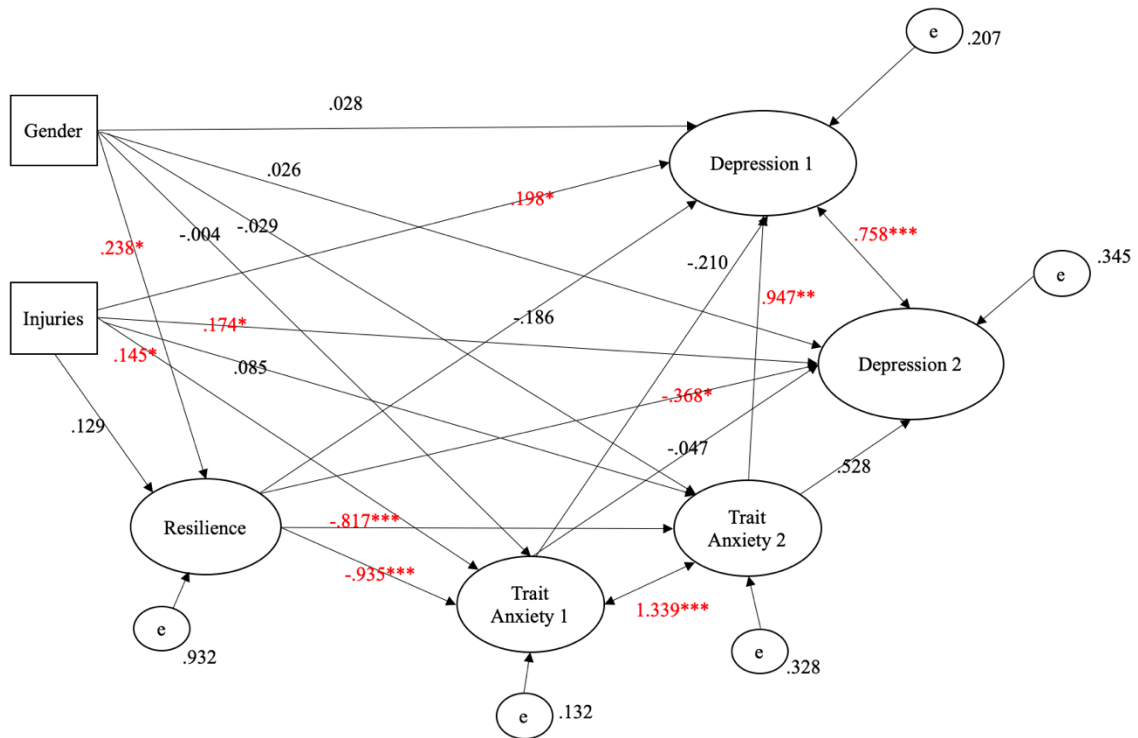 e
.207
.028
Gender
Depression 1
.026
.198*
-.004
-.029
.238*
-.210
.758***
.345
e
.947**
Injuries
-.186
.174*
.145*
.085
Depression 2
-.368*
.129
-.047
.528
Resilience
-.817***
Trait
Anxiety 2
-.935***
Trait
Anxiety 1
1.339***
e
.932
e
.328
e
.132